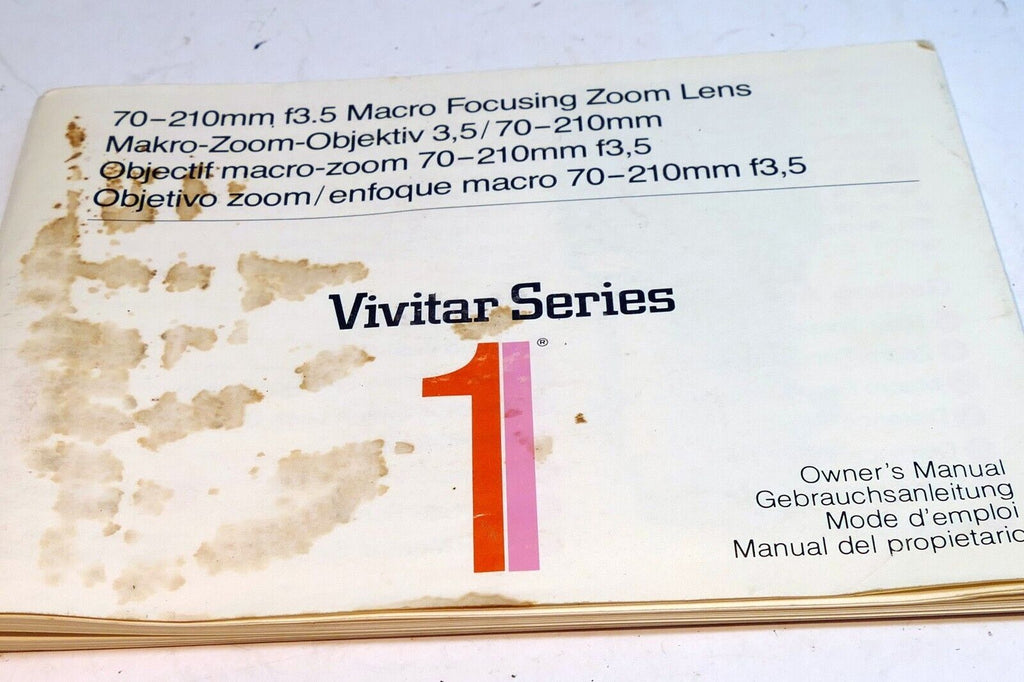 70–210mm f3.5 Macro Focusing Zoom Lens
Makro-Zoom-Objektiv 3,5/70–210mm
Objectif macro-zoom 70–210mm f3,5
Objetivo zoom/enfoque macro 70–210mm f3,5
Vivitar Series
1®
Owner's Manual
Gebrauchsanleitung
Mode d'emploi
Manual del propietario